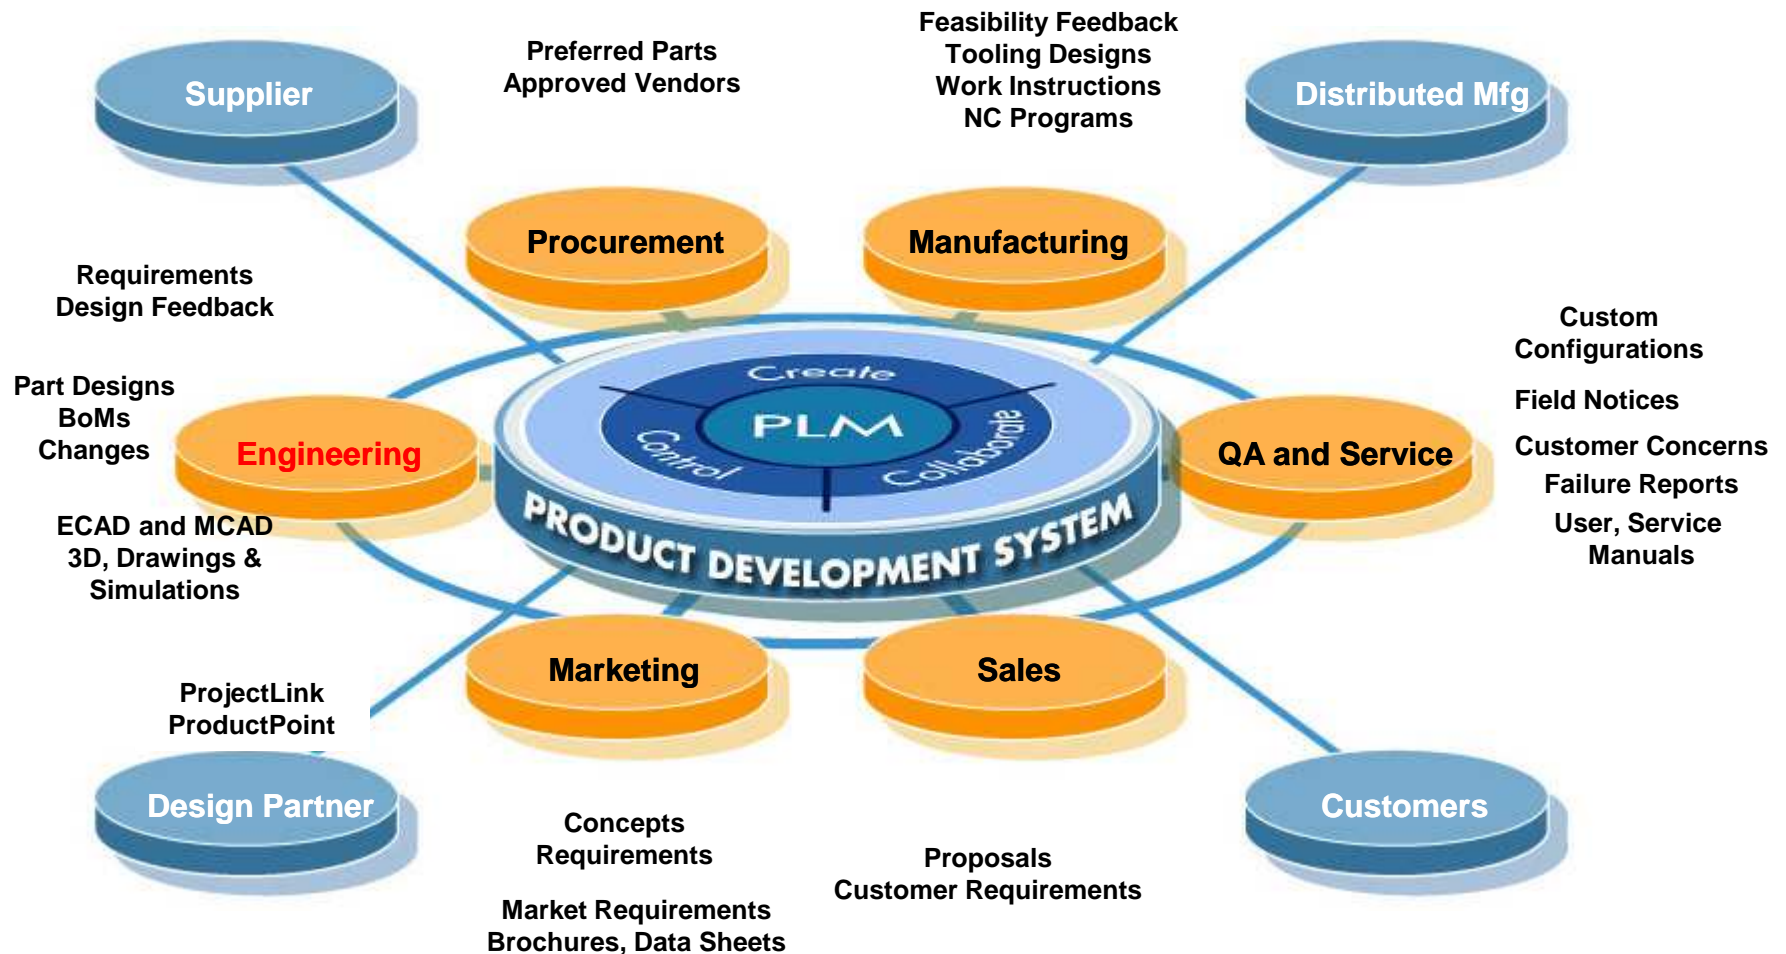 Feasibility Feedback
Tooling Designs
Work Instructions
NC Programs
Preferred Parts
Approved Vendors
Supplier
Distributed Mfg
Procurement
Manufacturing
Requirements
Design Feedback
Custom
Configurations
Field Notices
Customer Concerns
Failure Reports
User, Service
Manuals
Part Designs
BoMs
Changes
Engineering
Create
PLM
Control
Collaborate
QA and Service
PRODUCT DEVELOPMENT SYSTEM
ECAD and MCAD
3D, Drawings &
Simulations
Marketing
Sales
ProjectLink
ProductPoint
Design Partner
Customers
Concepts
Requirements
Market Requirements
Brochures, Data Sheets
Proposals
Customer Requirements